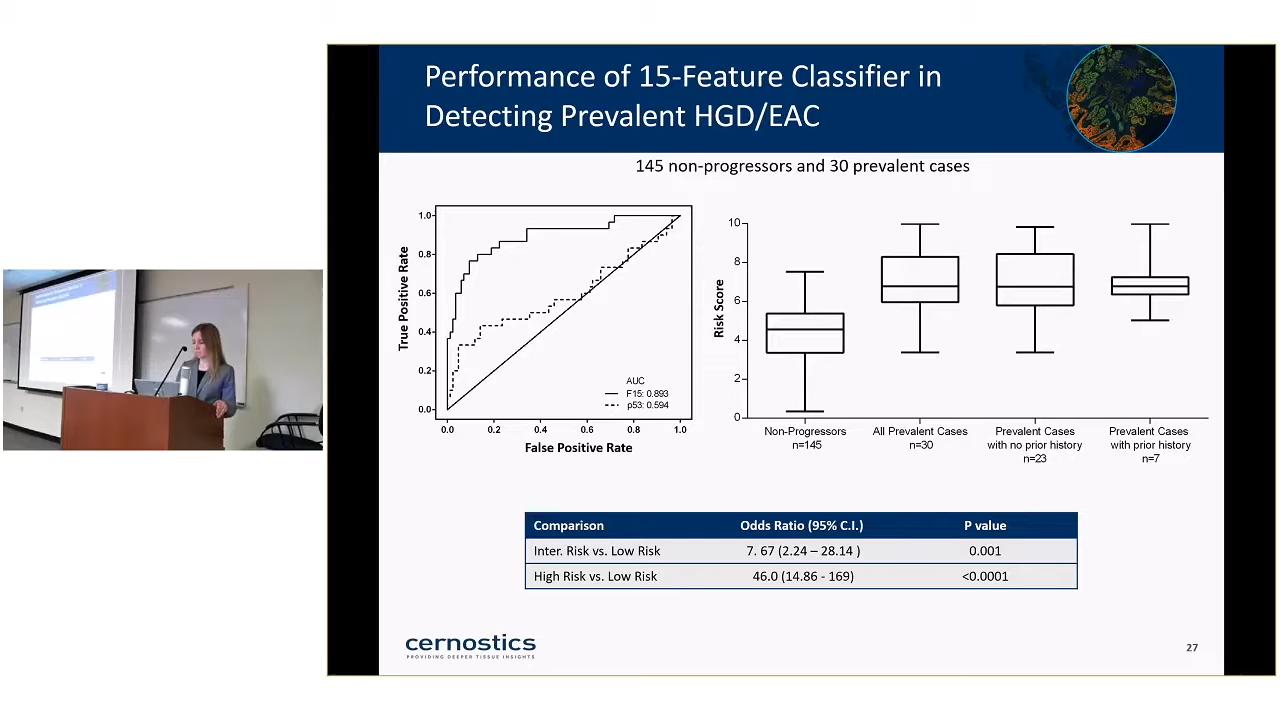 Performance of 15-Feature Classifier in
Detecting Prevalent HGD/EAC
145 non-progressors and 30 prevalent cases
True Positive Rate
1.0
0.8
0.6
0.4
0.2
0.0
0.0 0.2 0.4 0.6 0.8 1.0
False Positive Rate
AUC
F15: 0.893
p53: 0.594
Risk Score
10
8
6
4
2
0
Non-Progressors
n=145
All Prevalent Cases
n=30
Prevalent Cases
with no prior history
n=23
Prevalent Cases
with prior history
n=7
Comparison Odds Ratio (95% C.I.) P value
Inter. Risk vs. Low Risk 7. 67 (2.24 – 28.14 ) 0.001
High Risk vs. Low Risk 46.0 (14.86 - 169) <0.0001
cernostics
PROVIDING DEEPER TISSUE INSIGHTS
27